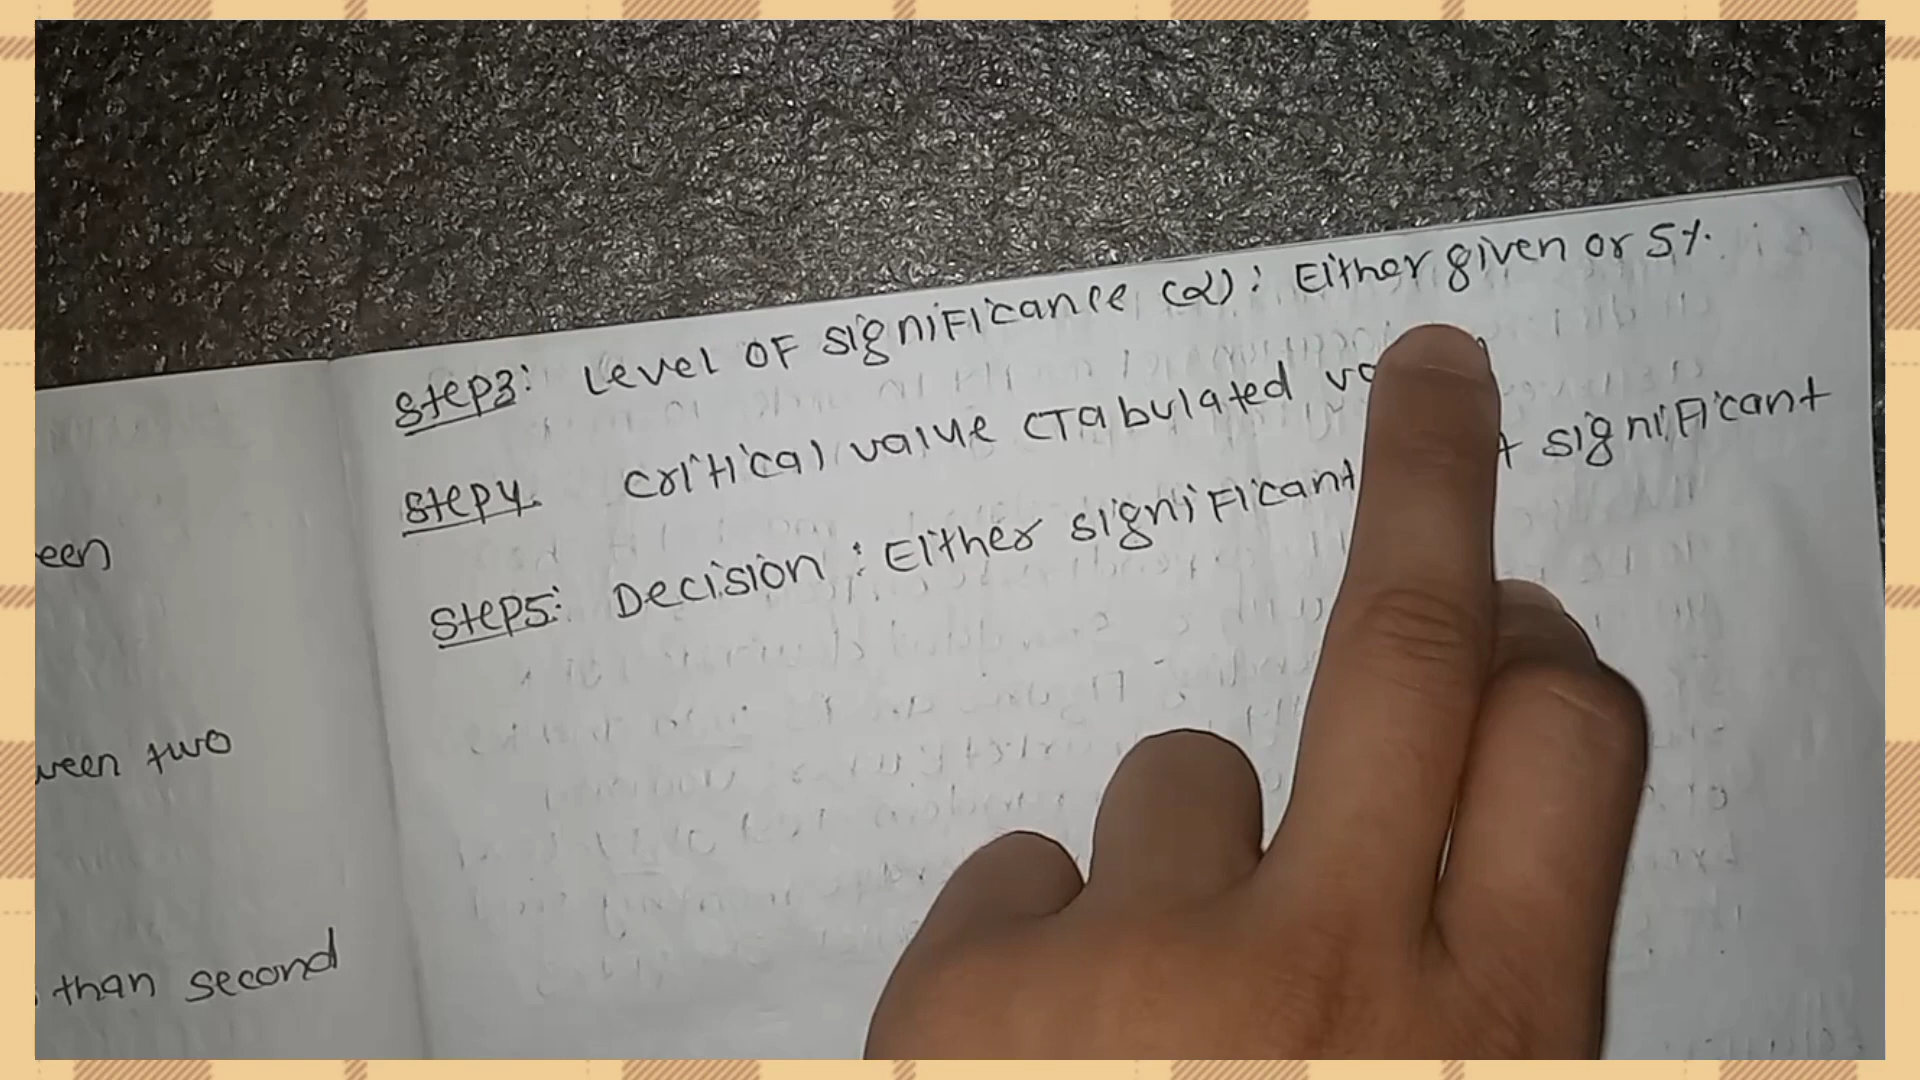 een
ween two
than second
Step3: Level OF significance (α): Either given or 5%.
Step4. critical value (Tabulated
Step5: Decision : Either significant significant